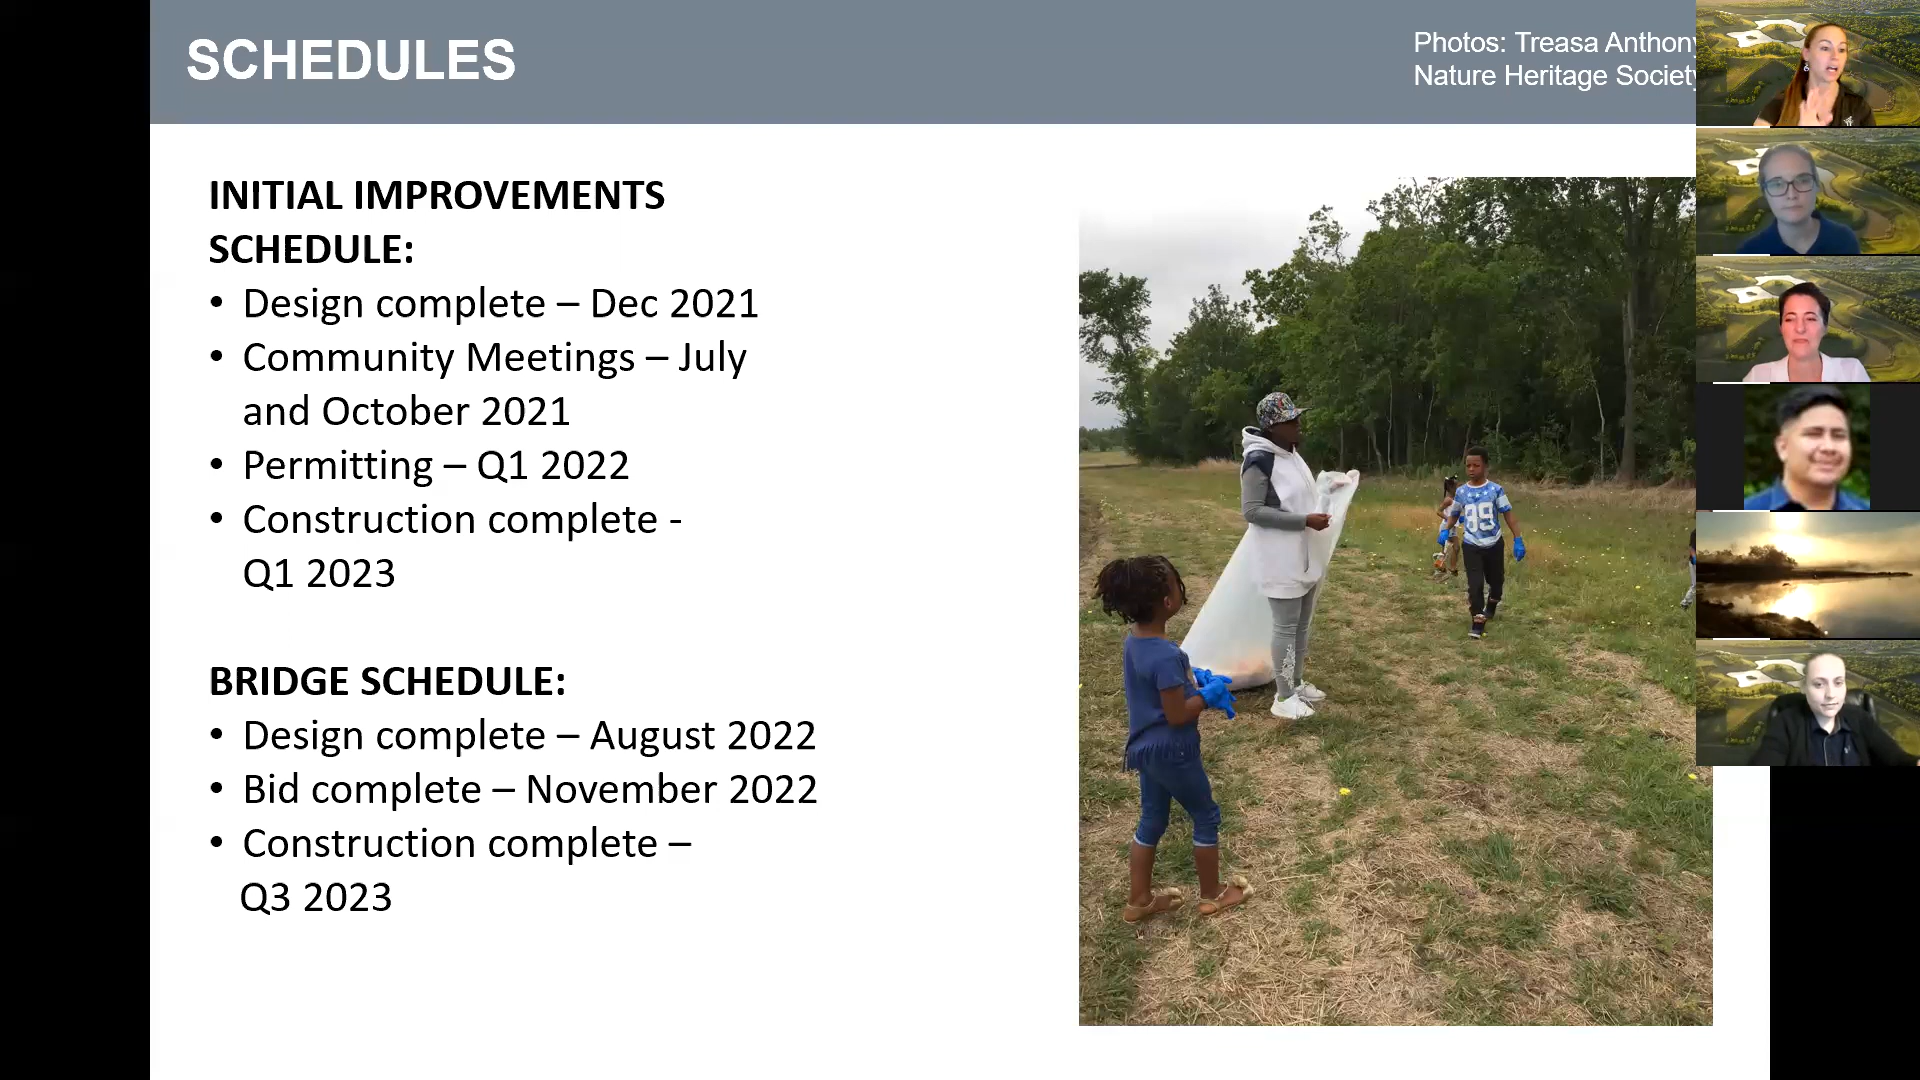 SCHEDULES
Photos: Treasa Anthony
Nature Heritage Society
INITIAL IMPROVEMENTS
SCHEDULE:
• Design complete – Dec 2021
• Community Meetings – July
and October 2021
• Permitting – Q1 2022
• Construction complete -
Q1 2023
BRIDGE SCHEDULE:
• Design complete – August 2022
• Bid complete – November 2022
• Construction complete –
Q3 2023
89